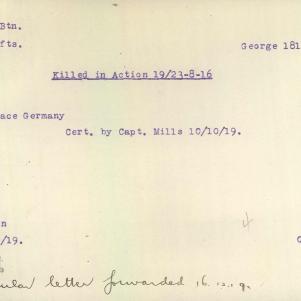 Btn.
fts. George 181
Killed in Action 19/23-8-16
ace Germany
Cert. by Capt. Mills 10/10/19.
n
/19.
ular letter forwarded 16.12.19.